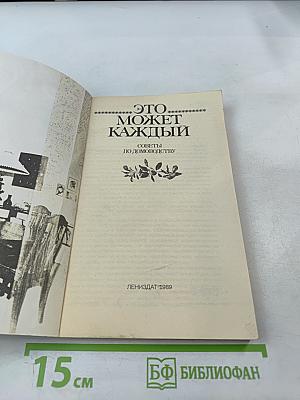 ЭТО
МОЖЕТ
КАЖДЫЙ
СОВЕТЫ
ПО ДОМОВОДСТВУ
ЛЕНИЗДАТ•1989
15 см
БФ БИБЛИОФАН